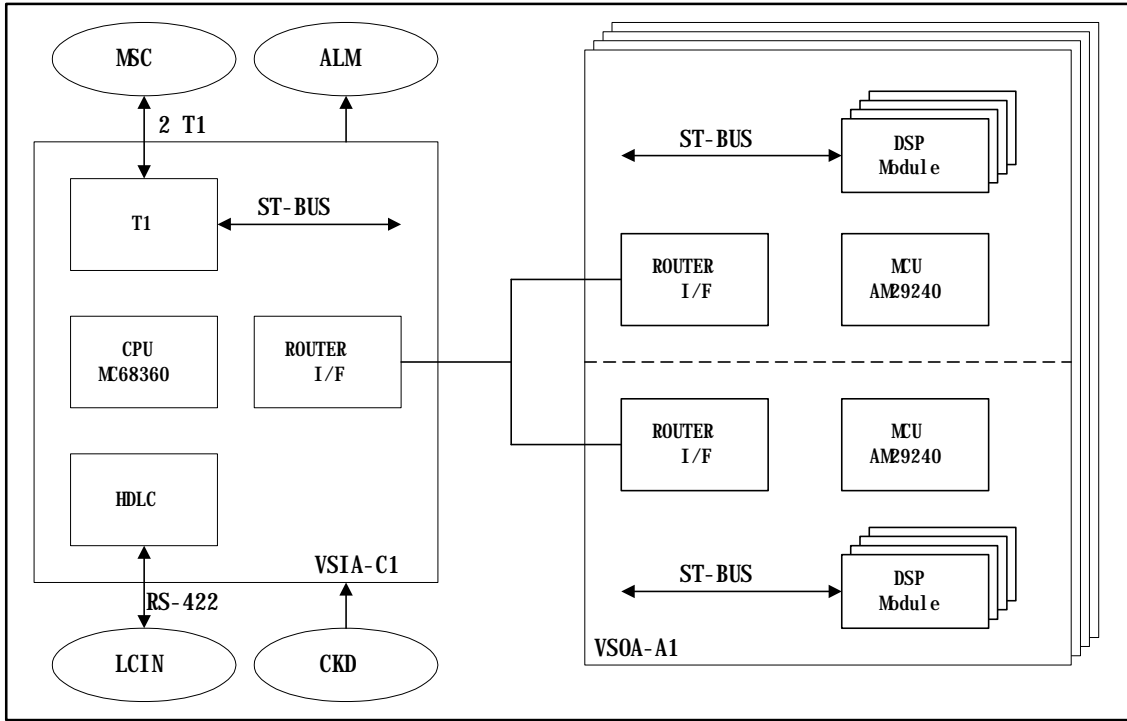 MSC
ALM
2 T1
T1
ST-BUS
CPU
MC68360
ROUTER
I/F
HDLC
VSIA-C1
RS-422
LCIN
CKD
ST-BUS
DSP
Module
ROUTER
I/F
MCU
AM29240
ROUTER
I/F
MCU
AM29240
ST-BUS
DSP
Module
VSOA-A1